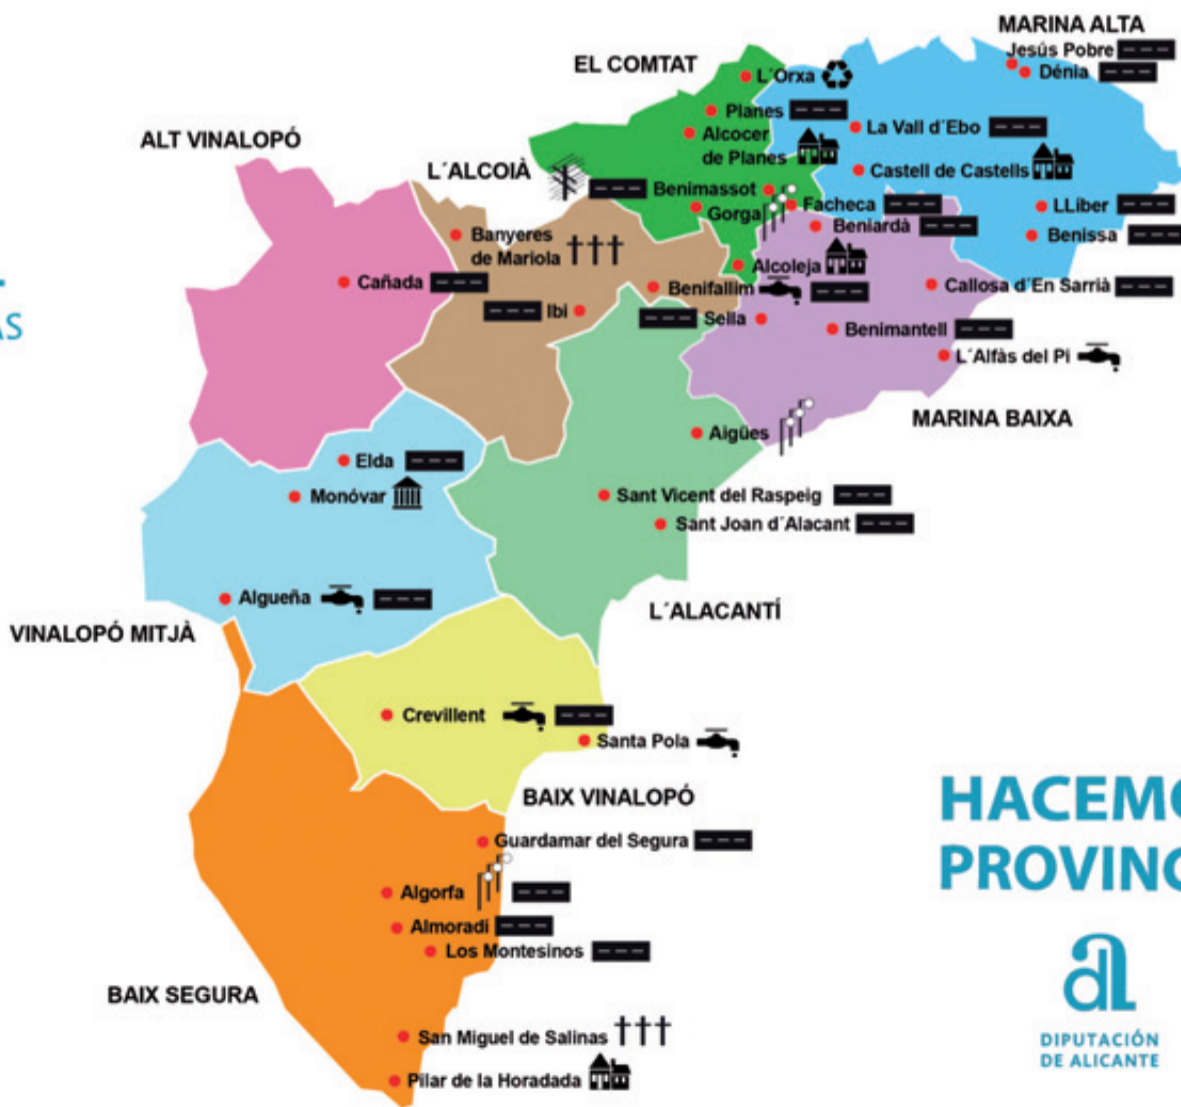 MARINA ALTA
Jesús Pobre
EL COMTAT
L´Orxa
Dénia
Planes
La Vall d´Ebo
ALT VINALOPÓ
Alcocer
de Planes
L´ALCOIÀ
Castell de Castells
Benimassot
Gorga
Facheca
LLíber
Banyeres
de Mariola
Beniardà
Benissa
Alcoleja
Cañada
Benifallim
Callosa d´En Sarrià
Ibi
Sella
Benimantell
AS
L´Alfàs del Pi
MARINA BAIXA
Aigües
Elda
Monóvar
Sant Vicent del Raspeig
Sant Joan d´Alacant
Algueña
L´ALACANTÍ
VINALOPÓ MITJÀ
Crevillent
Santa Pola
BAIX VINALOPÓ
HACEMO
Guardamar del Segura
PROVINC
Algorfa
Almoradí
Los Montesinos
BAIX SEGURA
San Miguel de Salinas
DIPUTACIÓN
DE ALICANTE
Pilar de la Horadada